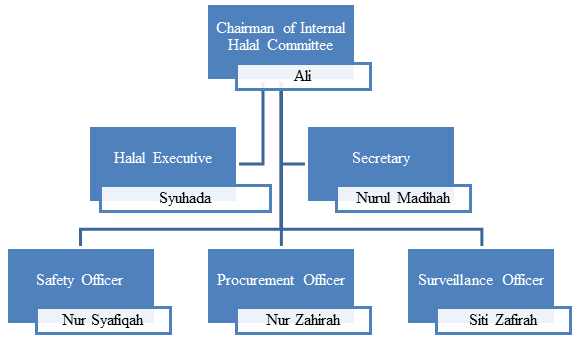 Chairman of Internal
Halal Committee
Ali
Halal Executive
Syuhada
Secretary
Nurul Madihah
Safety Officer
Nur Syafiqah
Procurement Officer
Nur Zahirah
Surveillance Officer
Siti Zafirah